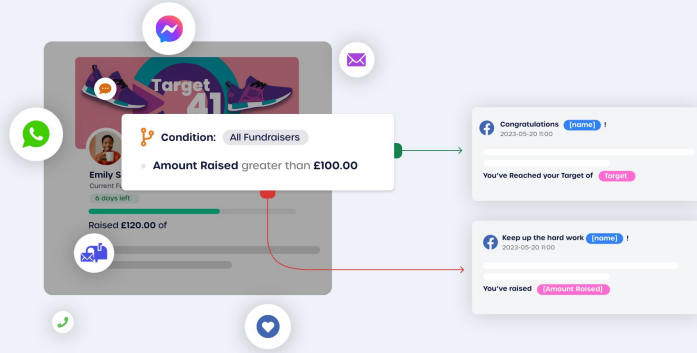 Target
41
Condition: All Fundraisers
Amount Raised greater than £100.00
Emily S
Current Fu
6 days left
Raised £120.00 of
Congratulations [name] !
2023-05-20 11:00
You've Reached your Target of Target
Keep up the hard work [name] !
2023-05-20 11:00
You've raised [Amount Raised]